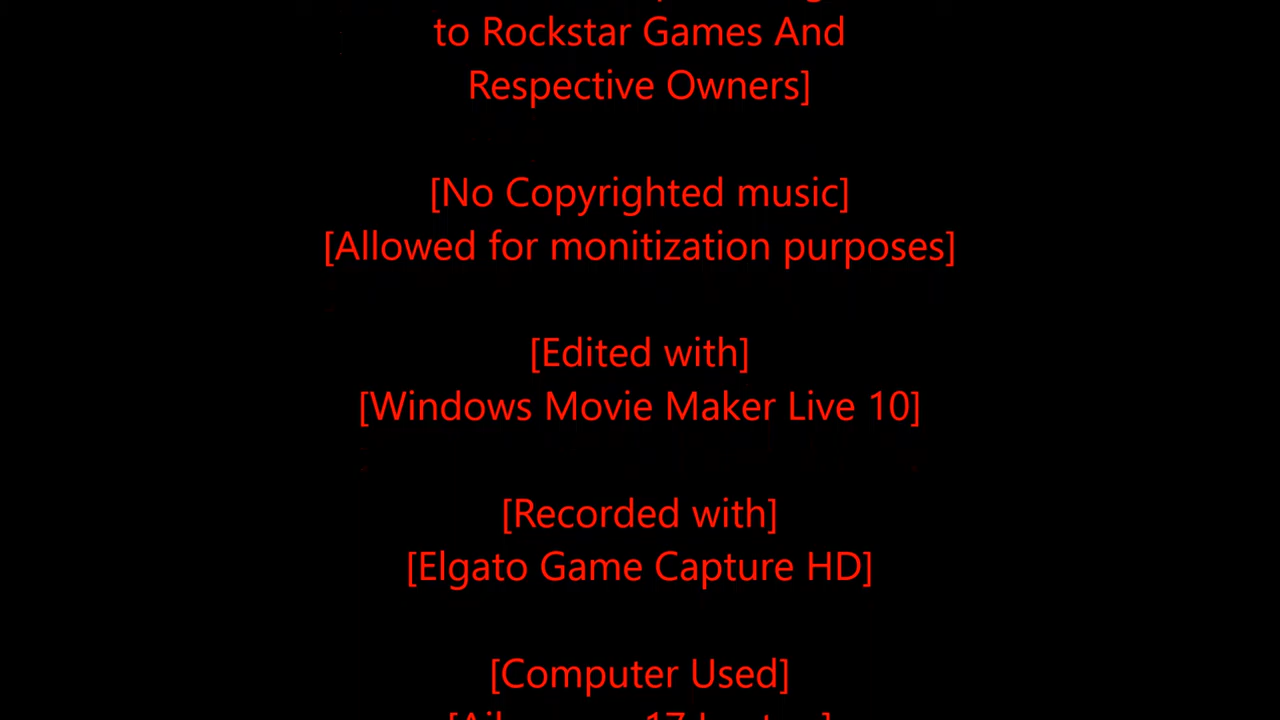 to Rockstar Games And
Respective Owners]
[No Copyrighted music]
[Allowed for monitization purposes]
[Edited with]
[Windows Movie Maker Live 10]
[Recorded with]
[Elgato Game Capture HD]
[Computer Used]